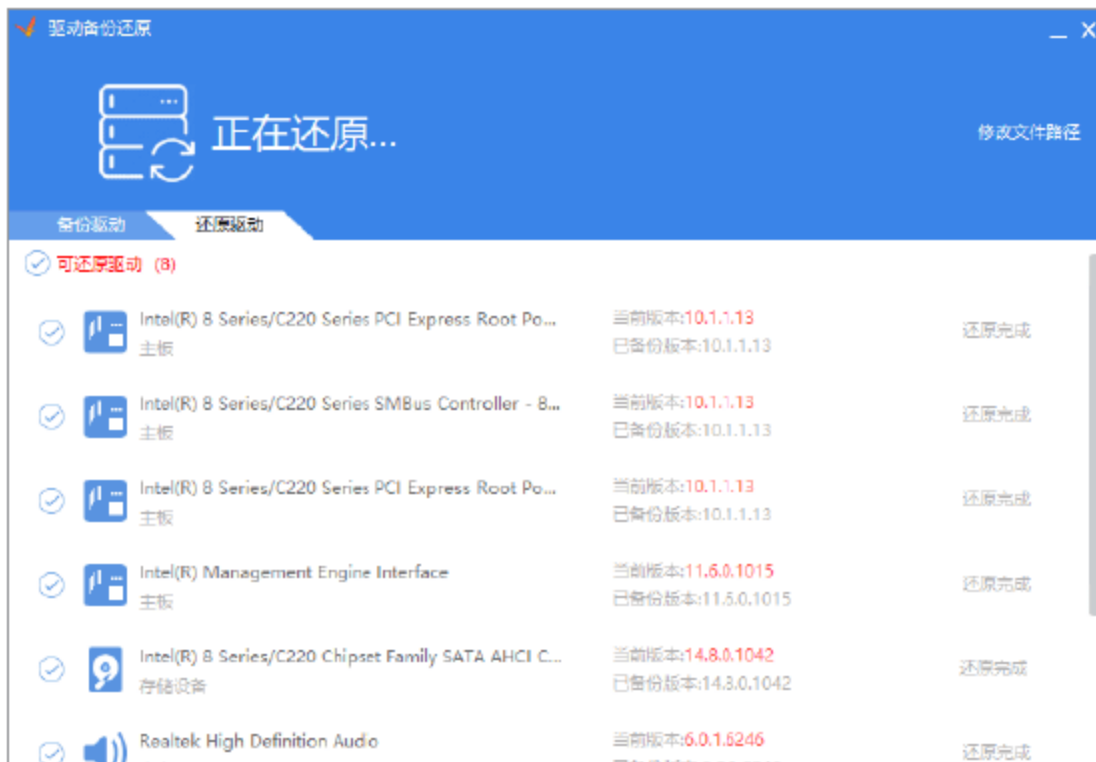 驱动备份还原
正在还原...
修改文件路径
备份驱动 还原驱动
可还原驱动 (8)
Intel(R) 8 Series/C220 Series PCI Express Root Po...
主板
当前版本:10.1.1.13
已备份版本:10.1.1.13
还原完成
Intel(R) 8 Series/C220 Series SMBus Controller - 8...
主板
当前版本:10.1.1.13
已备份版本:10.1.1.13
还原完成
Intel(R) 8 Series/C220 Series PCI Express Root Po...
主板
当前版本:10.1.1.13
已备份版本:10.1.1.13
还原完成
Intel(R) Management Engine Interface
主板
当前版本:11.6.0.1015
已备份版本:11.6.0.1015
还原完成
Intel(R) 8 Series/C220 Chipset Family SATA AHCI C...
存储设备
当前版本:14.8.0.1042
已备份版本:14.8.0.1042
还原完成
Realtek High Definition Audio
当前版本:6.0.1.6246
还原完成